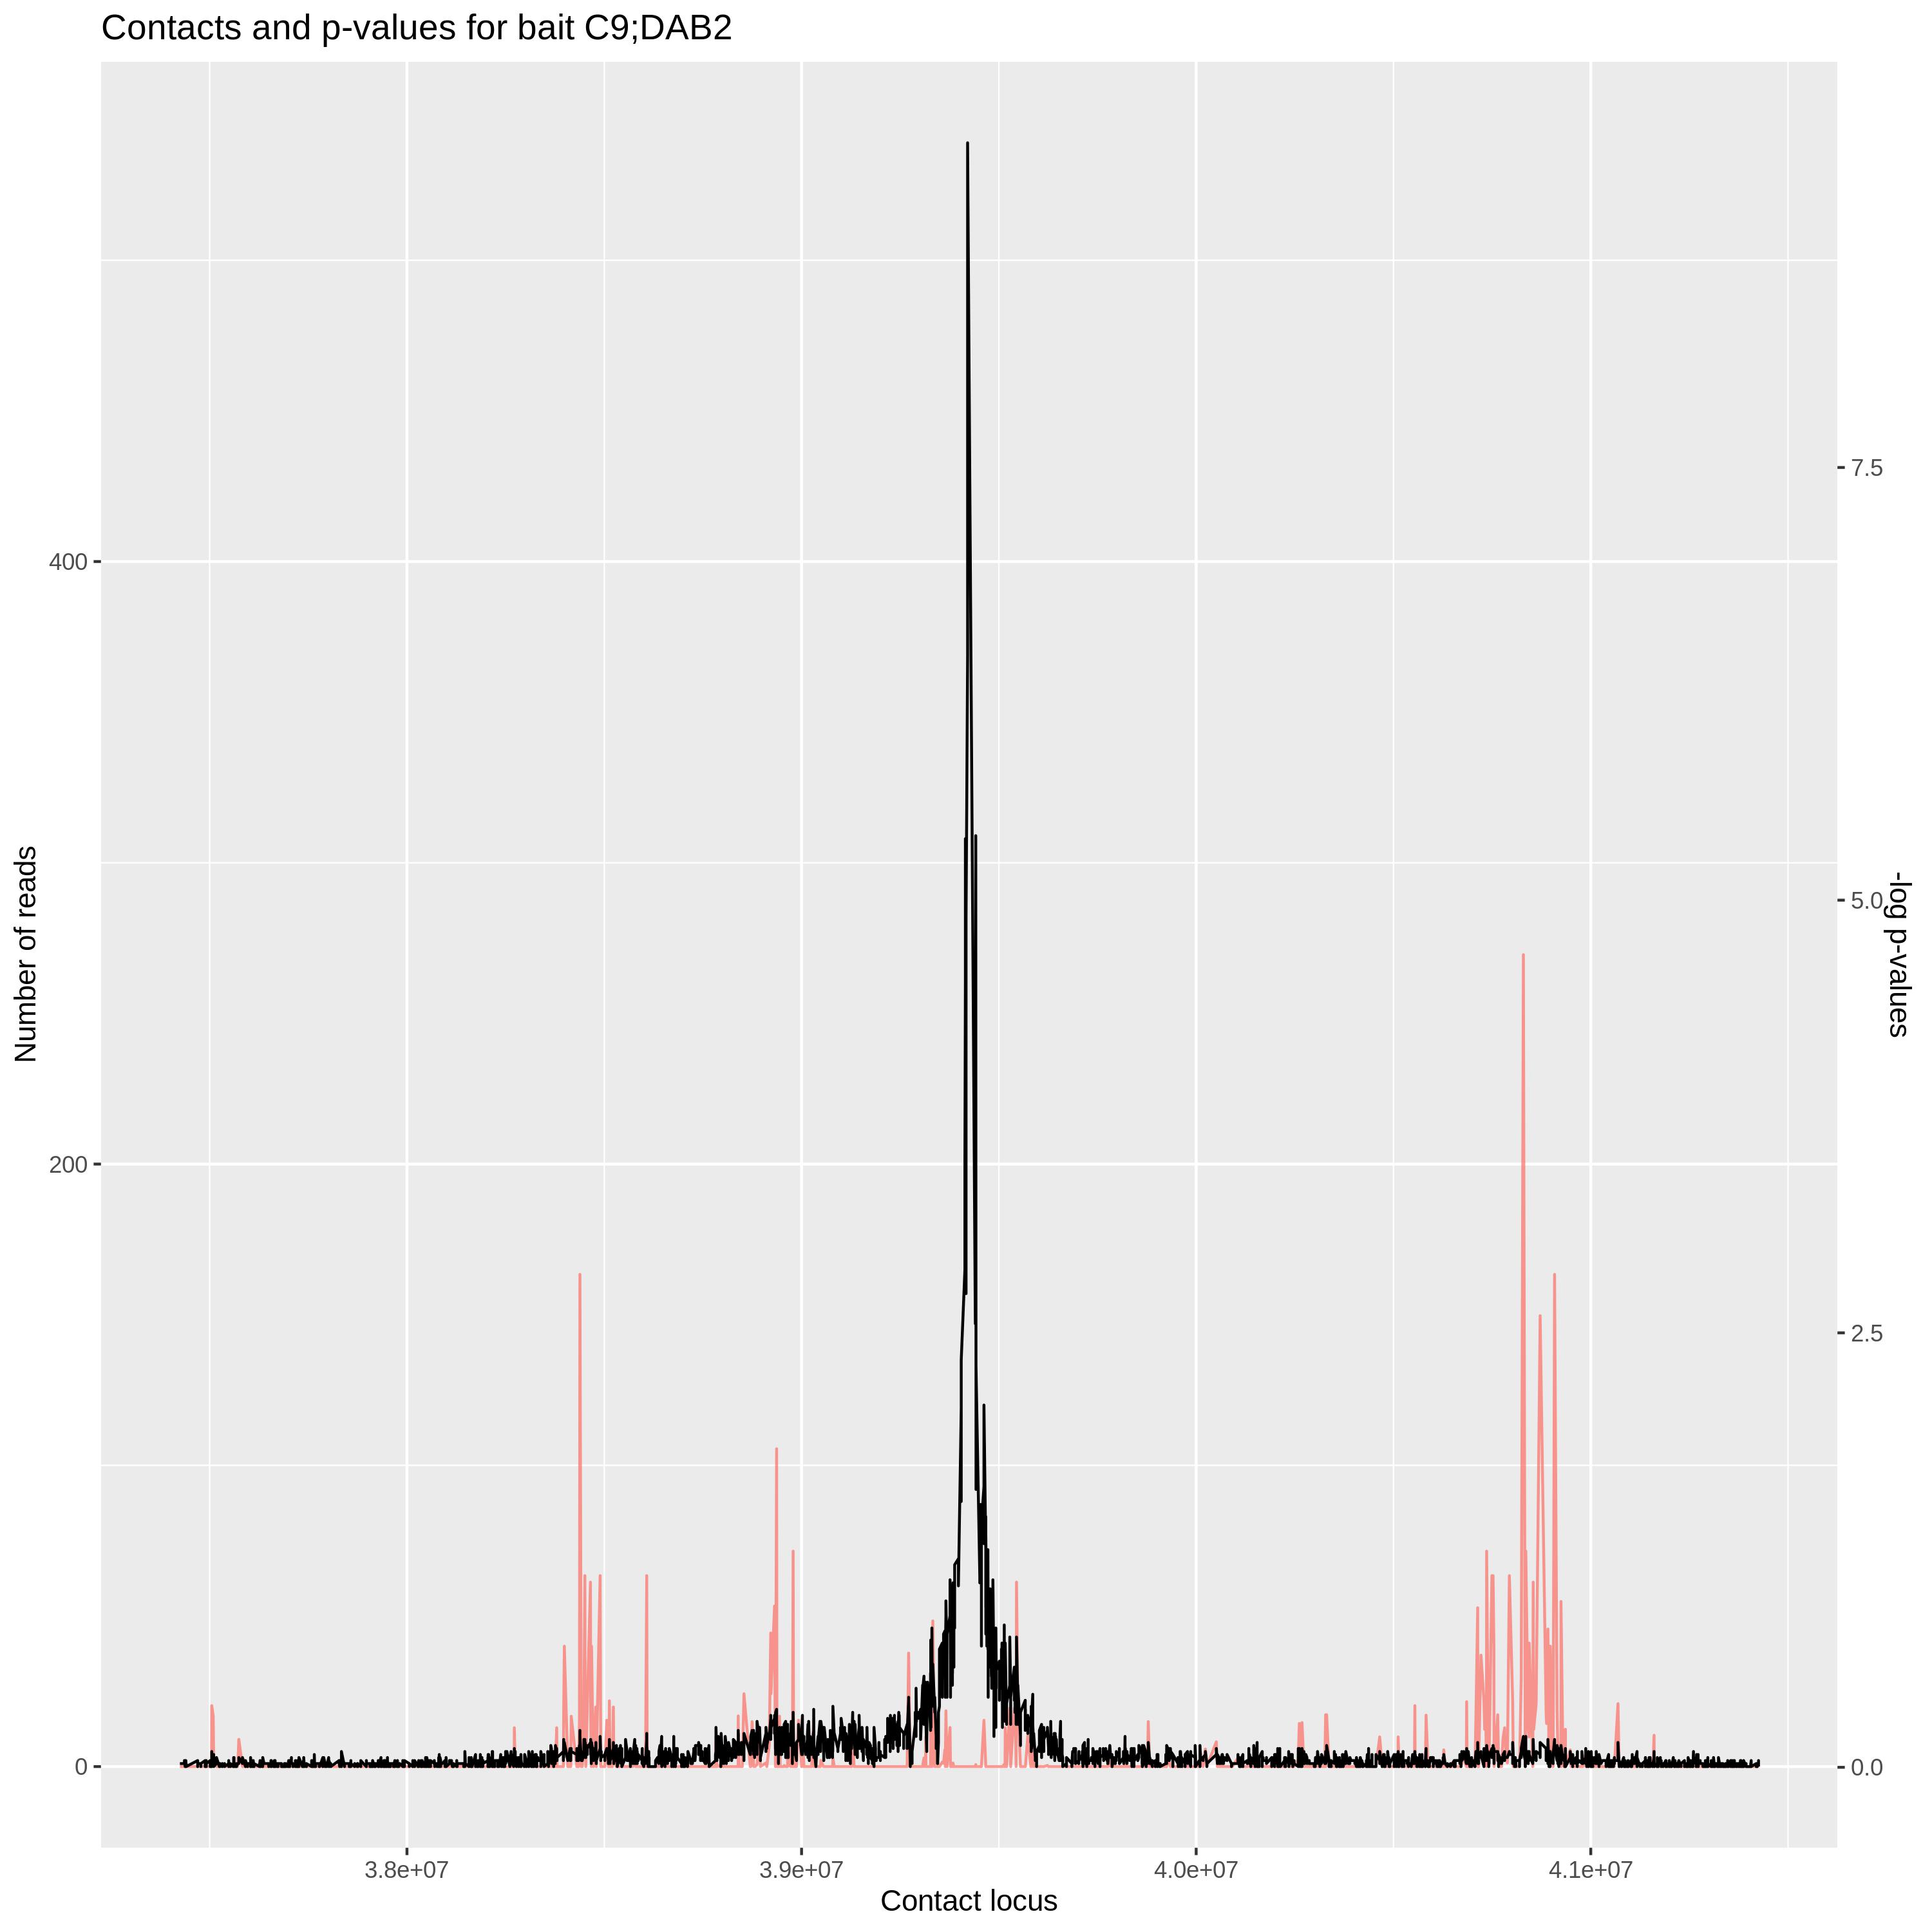 Contacts and p-values for bait C9;DAB2
Number of reads
400
200
0
7.5
5.0
2.5
0.0
-log p-values
3.8e+07
3.9e+07
4.0e+07
4.1e+07
Contact locus